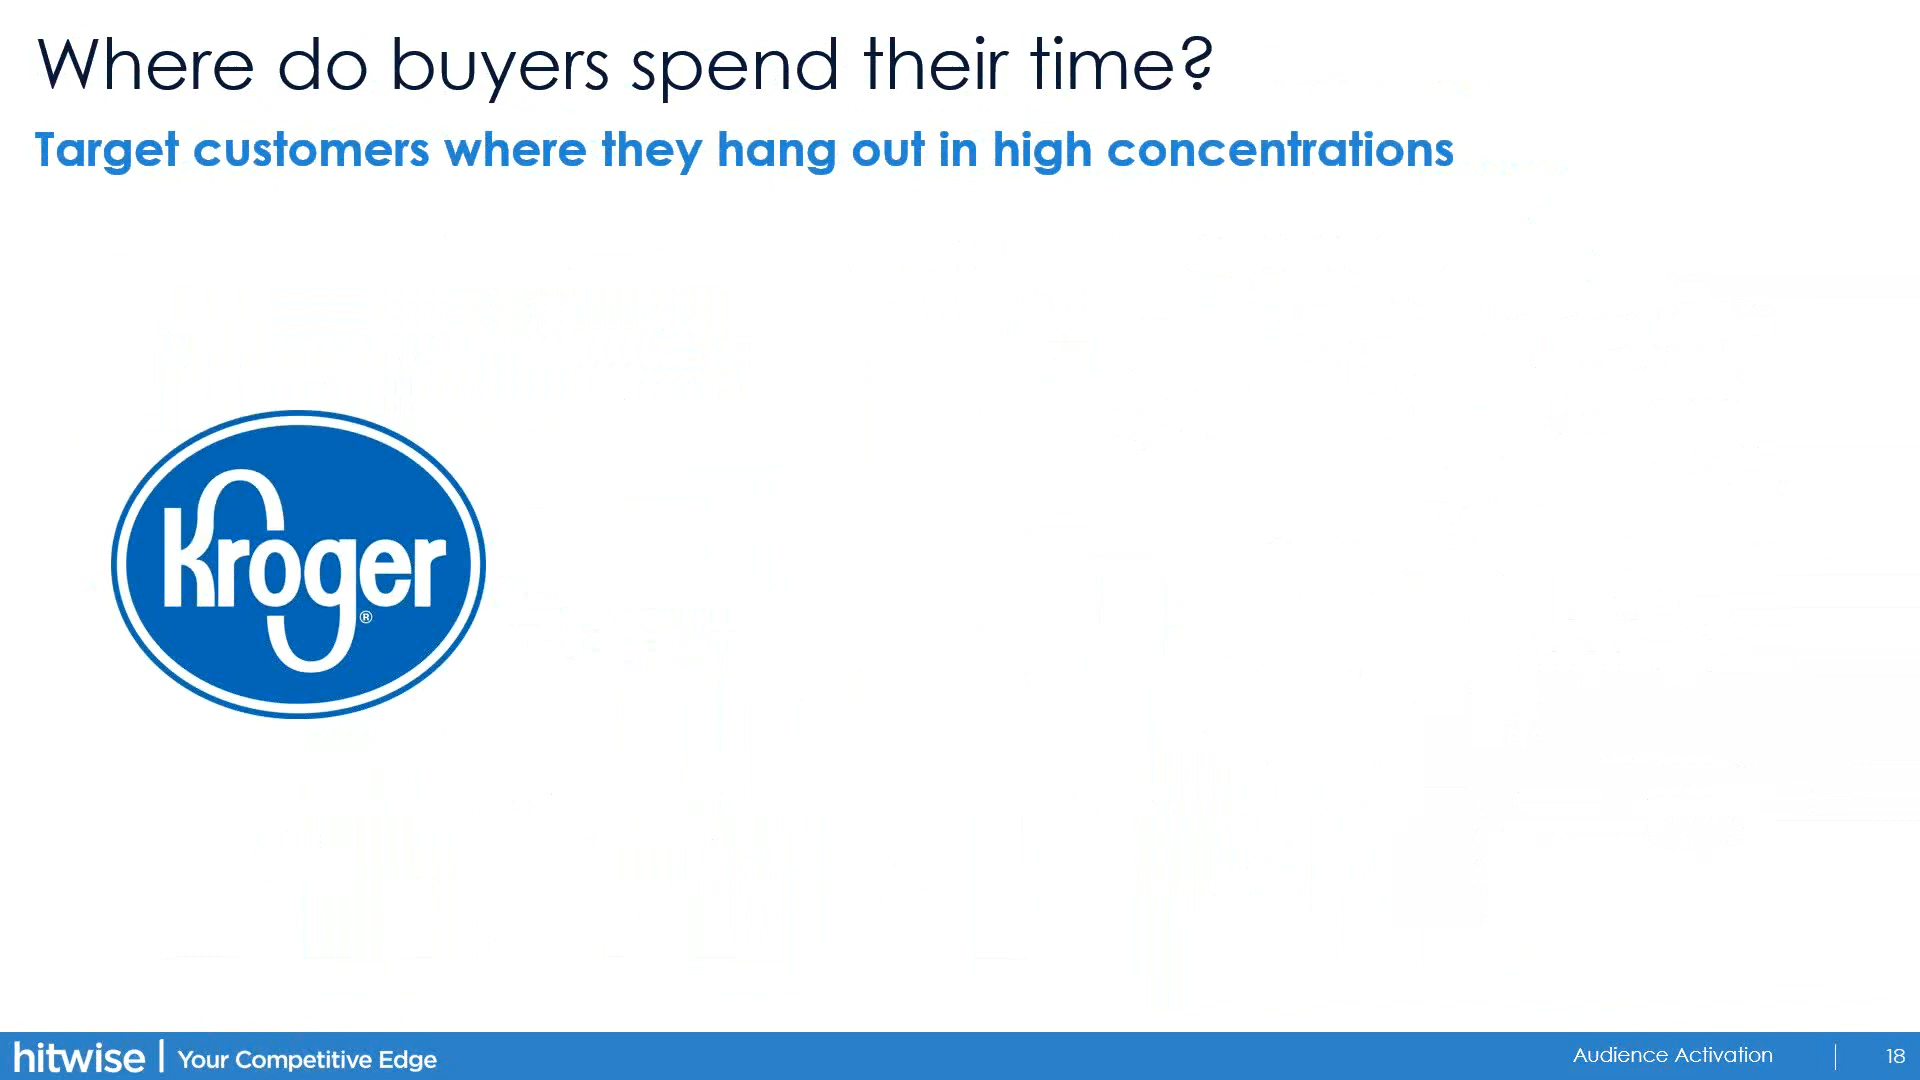 Where do buyers spend their time?
Target customers where they hang out in high concentrations
Kroger®
hitwise | Your Competitive Edge
Audience Activation | 18